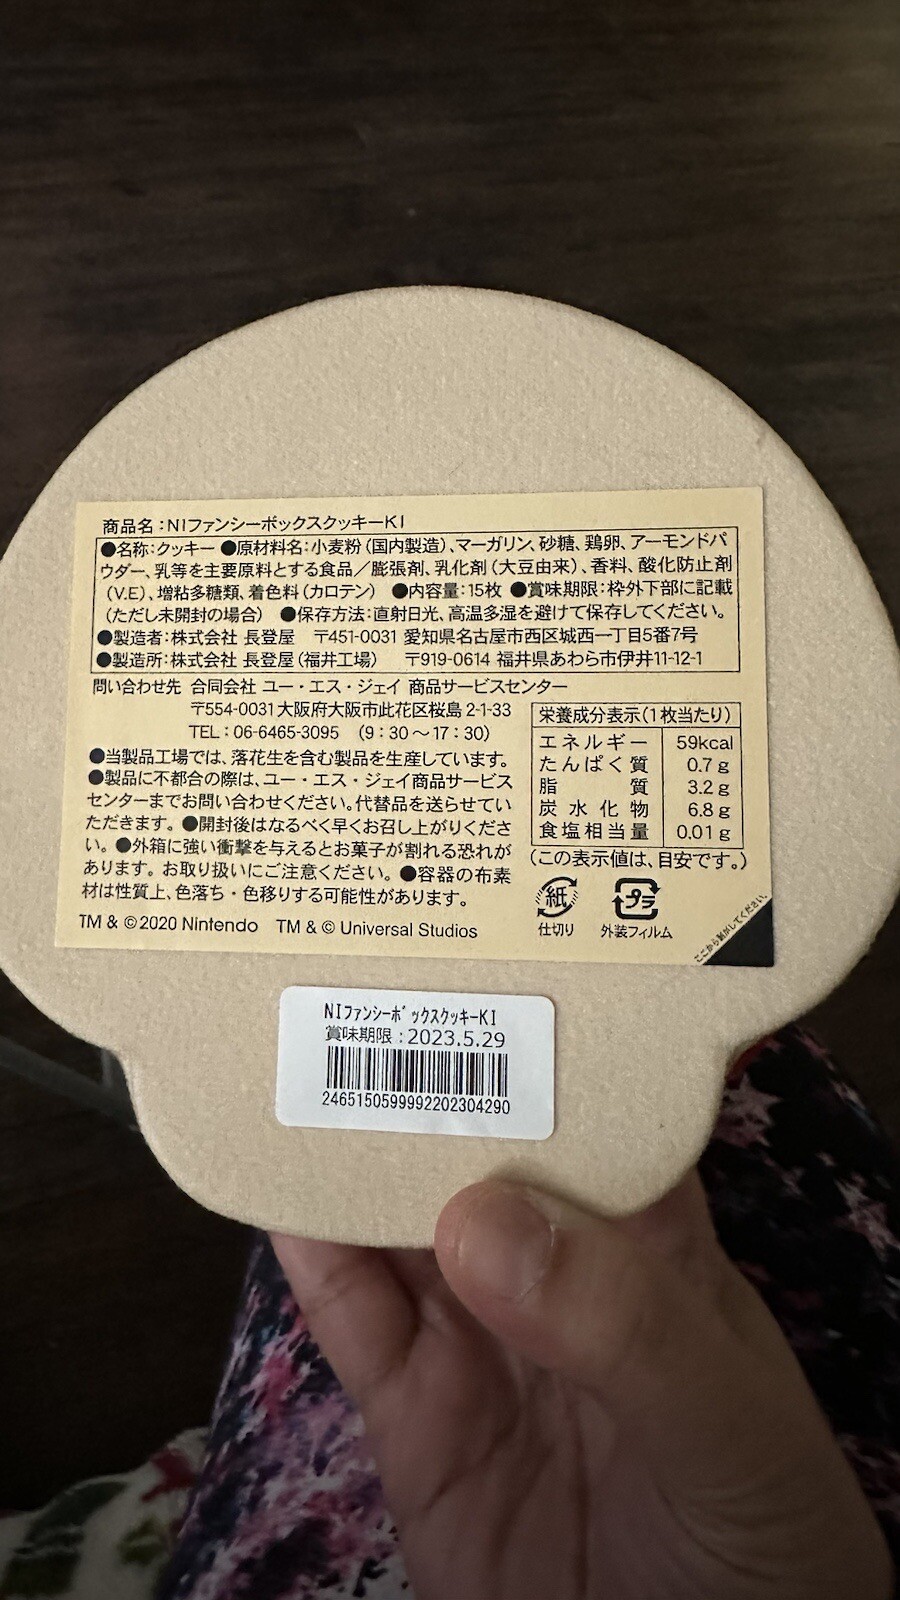 商品名：NIファンシーボックスクッキーKI
●名称：クッキー ●原材料名：小麦粉（国内製造）、マーガリン、砂糖、鶏卵、アーモンドパ
ウダー、乳等を主要原料とする食品／膨張剤、乳化剤（大豆由来）、香料、酸化防止剤
（V.E）、増粘多糖類、着色料（カロテン） ●内容量：15枚 ●賞味期限：枠外下部に記載
（ただし未開封の場合） ●保存方法：直射日光、高温多湿を避けて保存してください。
●製造者：株式会社 長登屋 〒451-0031 愛知県名古屋市西区城西一丁目5番7号
●製造所：株式会社 長登屋（福井工場） 〒919-0614 福井県あわら市伊井11-12-1
問い合わせ先 合同会社 ユー・エス・ジェイ 商品サービスセンター
〒554-0031 大阪府大阪市此花区桜島 2-1-33
TEL：06-6465-3095 （9：30～17：30）
●当製品工場では、落花生を含む製品を生産しています。
●製品に不都合の際は、ユー・エス・ジェイ商品サービス
センターまでお問い合わせください。代替品を送らせてい
ただきます。●開封後はなるべく早くお召し上がりくださ
い。●外箱に強い衝撃を与えるとお菓子が割れる恐れが
あります。お取り扱いにご注意ください。●容器の布素
材は性質上、色落ち・色移りする可能性があります。
TM & ©2020 Nintendo TM & © Universal Studios
栄養成分表示（1枚当たり）
エネルギー 59kcal
たんぱく質 0.7g
脂質 3.2g
炭水化物 6.8g
食塩相当量 0.01g
（この表示値は、目安です。）
紙 プラ
仕切り 外装フィルム
ここから剥がしてください。
NIファンシーボックスクッキーKI
賞味期限：2023.5.29
2465150599992202304290